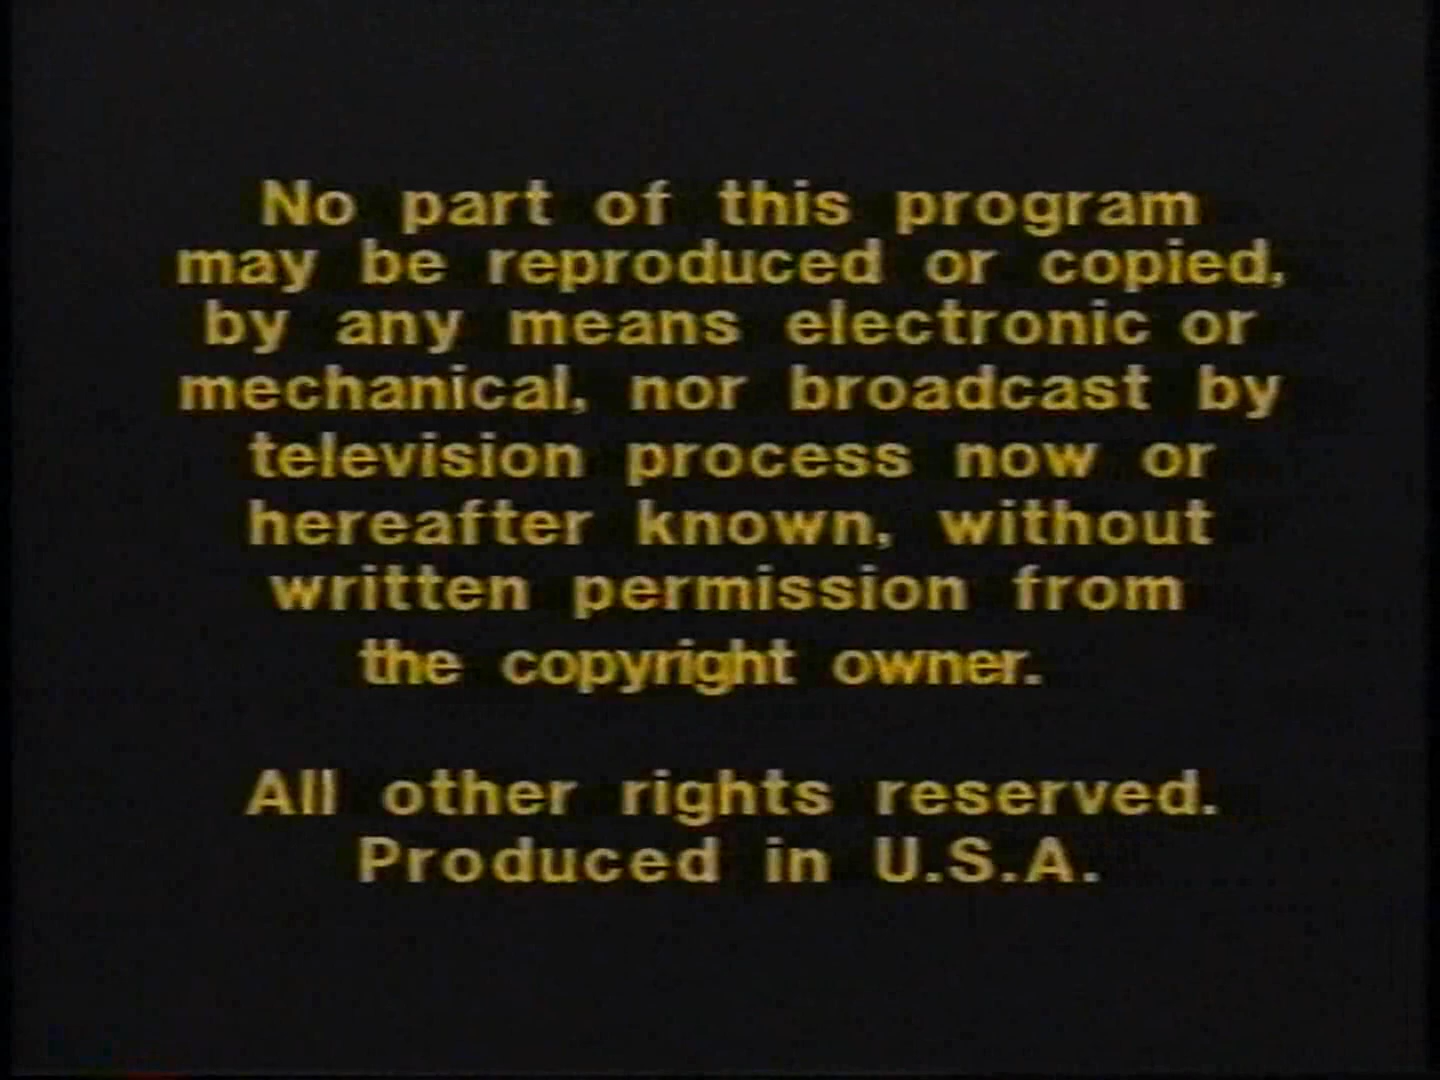 No part of this program
may be reproduced or copied,
by any means electronic or
mechanical, nor broadcast by
television process now or
hereafter known, without
written permission from
the copyright owner.
All other rights reserved.
Produced in U.S.A.